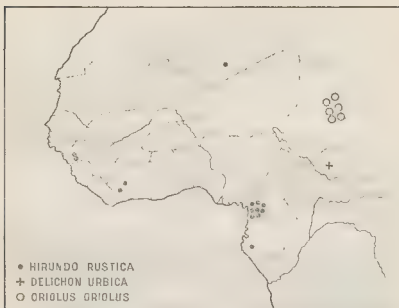 ● HIRUNDO RUSTICA
+ DELICHON URBICA
○ ORIOLUS ORIOLUS